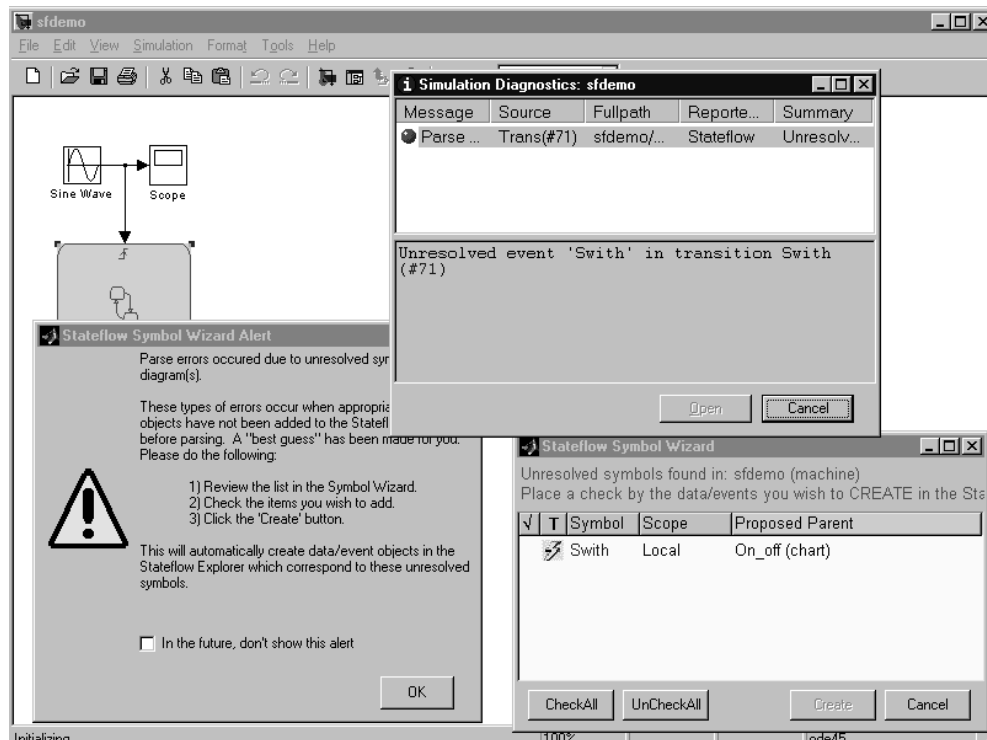 sfdemo
File Edit View Simulation Format Tools Help
Sine Wave
Scope
Simulation Diagnostics: sfdemo
Message Source Fullpath Reporte... Summary
Parse ... Trans(#71) sfdemo/... Stateflow Unresolv...
Unresolved event 'Swith' in transition Swith
(#71)
Open Cancel
Stateflow Symbol Wizard Alert
Parse errors occured due to unresolved
diagram(s).
These types of errors occur when
objects have not been added to the
before parsing. A "best guess" has been made for you.
Please do the following:
1) Review the list in the Symbol Wizard.
2) Check the items you wish to add.
3) Click the 'Create' button.
This will automatically create data/event objects in the
Stateflow Explorer which correspond to these unresolved
symbols.
In the future, don't show this alert
OK
Stateflow Symbol Wizard
Unresolved symbols found in: sfdemo (machine)
Place a check by the data/events you wish to CREATE in the
√ T Symbol Scope Proposed Parent
Swith Local On_off (chart)
CheckAll UnCheckAll Create Cancel
Initializing 100% ode45